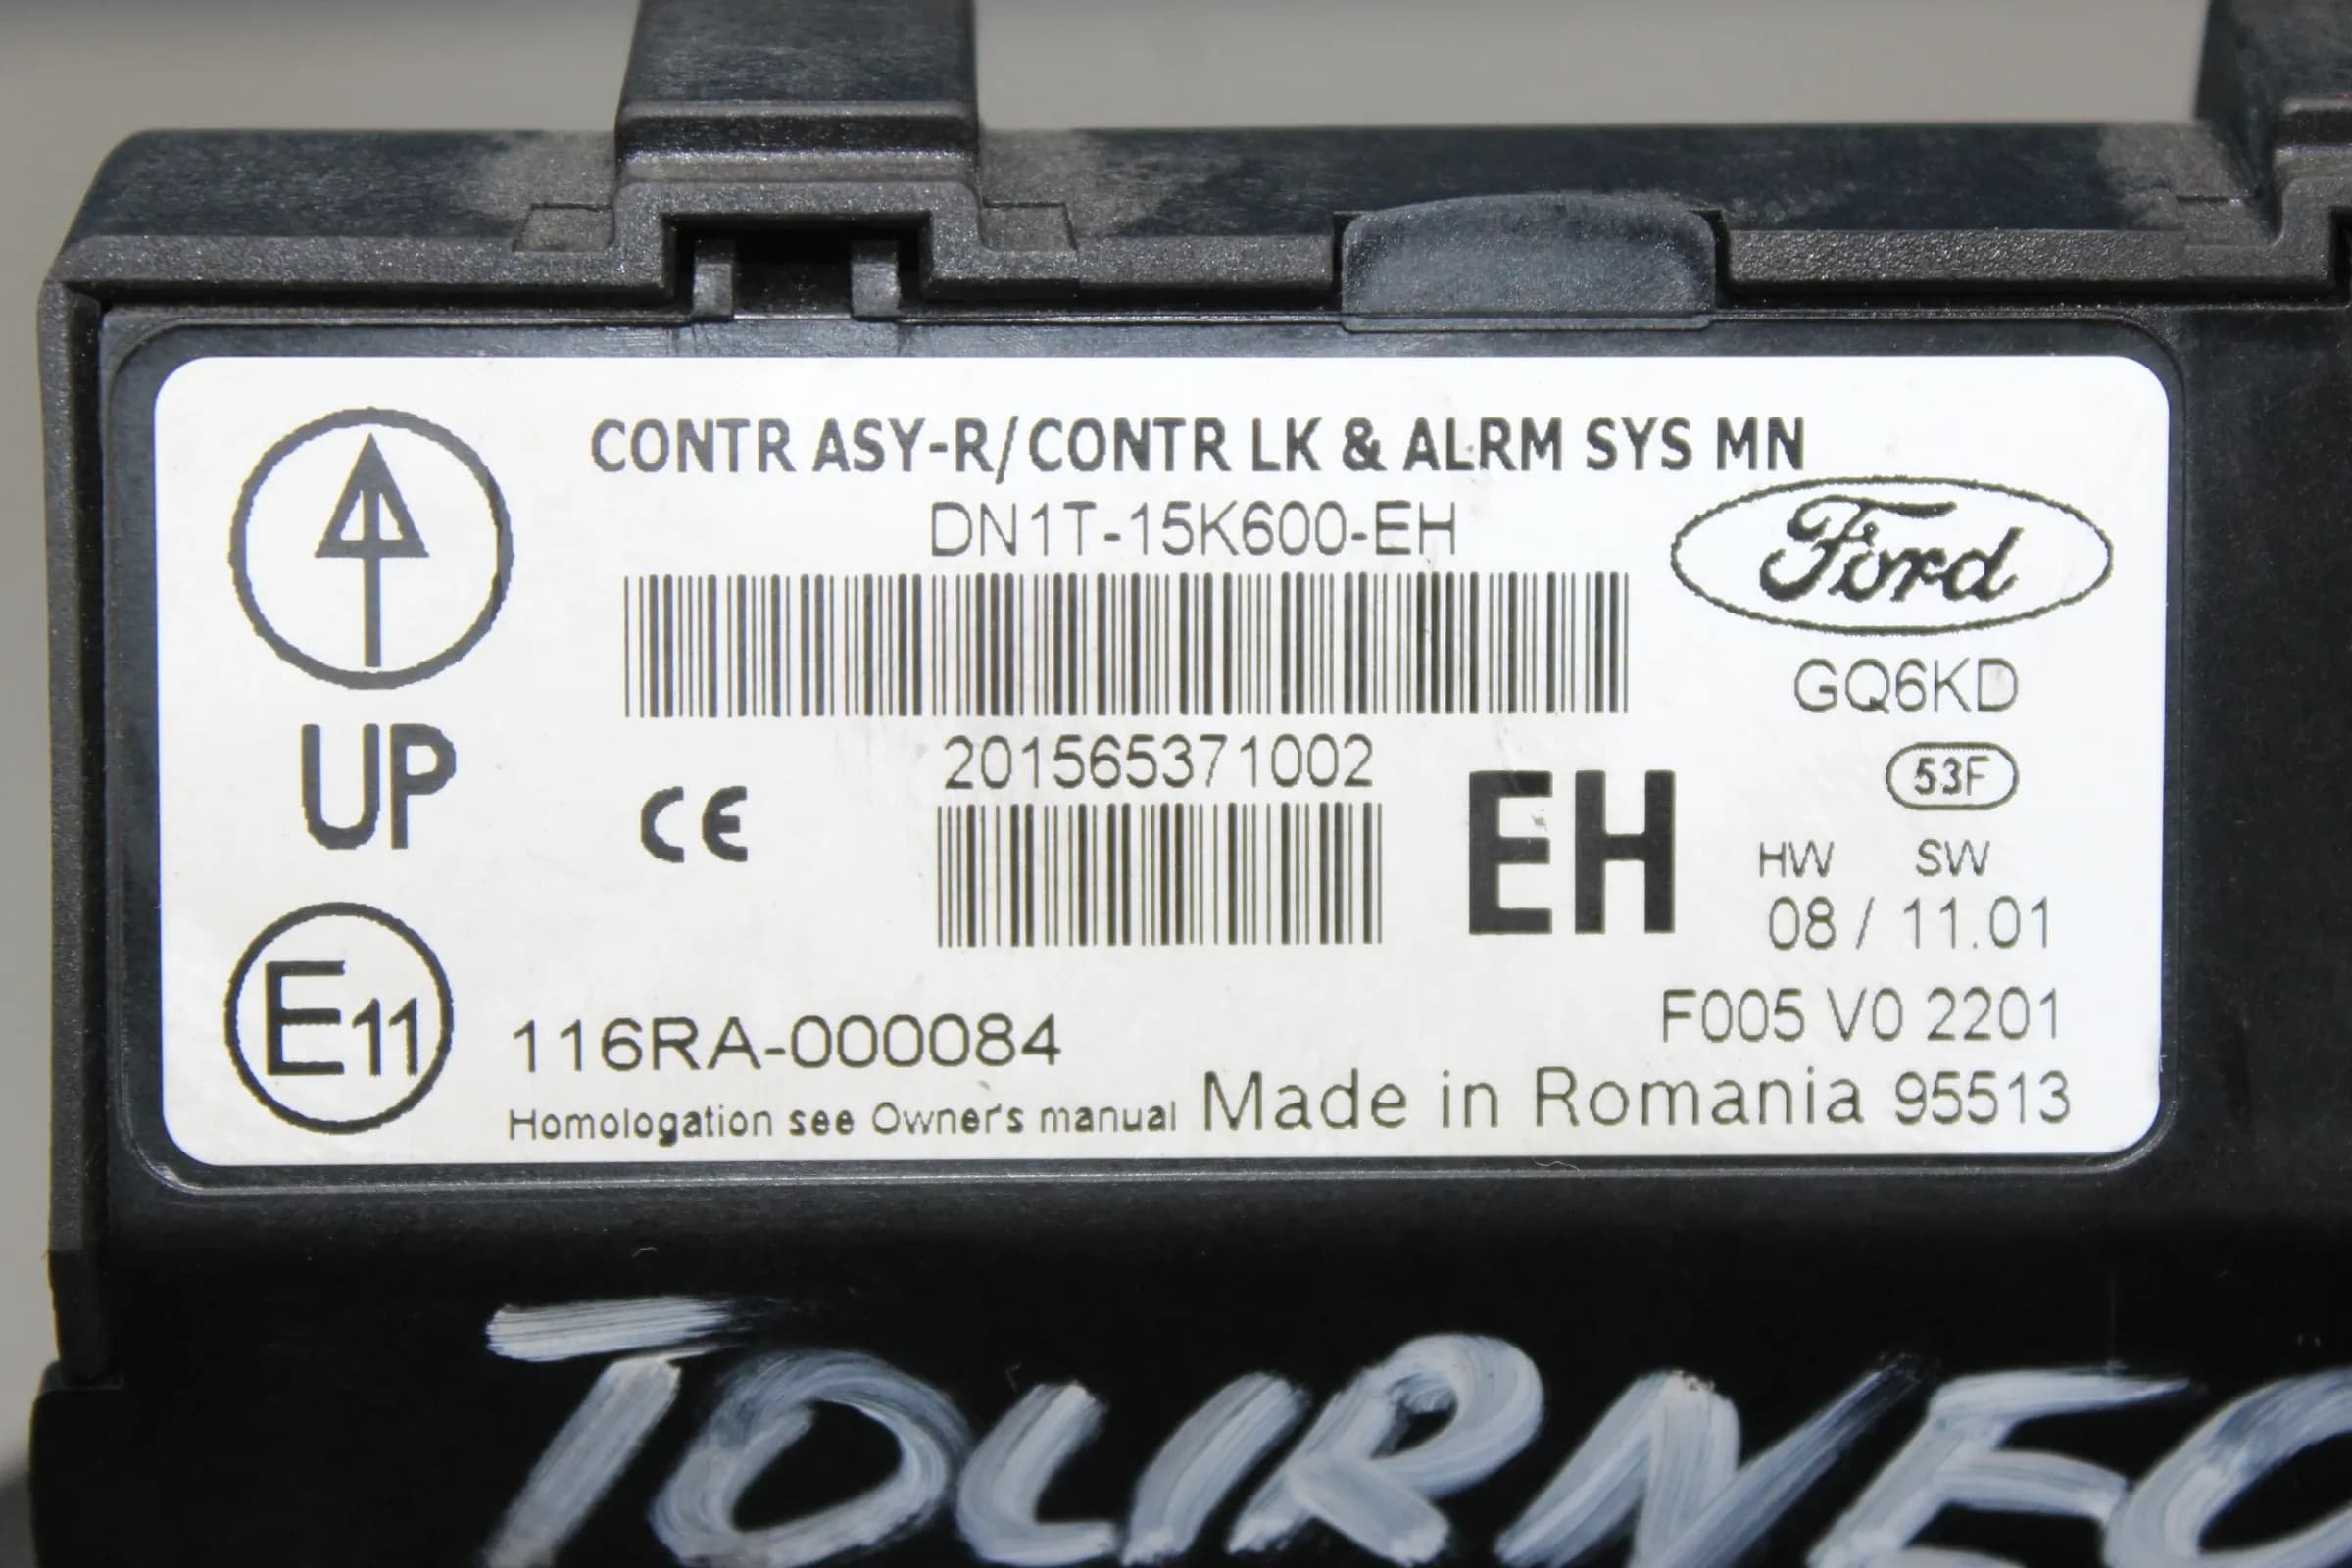 CONTR ASY-R/CONTR LK & ALRM SYS MN
DN1T-15K600-EH
Ford
GQ6KD
UP
CE
201565371002
EH
53F
HW SW
08 / 11.01
E11
116RA-000084
F005 V0 2201
Homologation see Owner's manual
Made in Romania 95513
TOURNEO